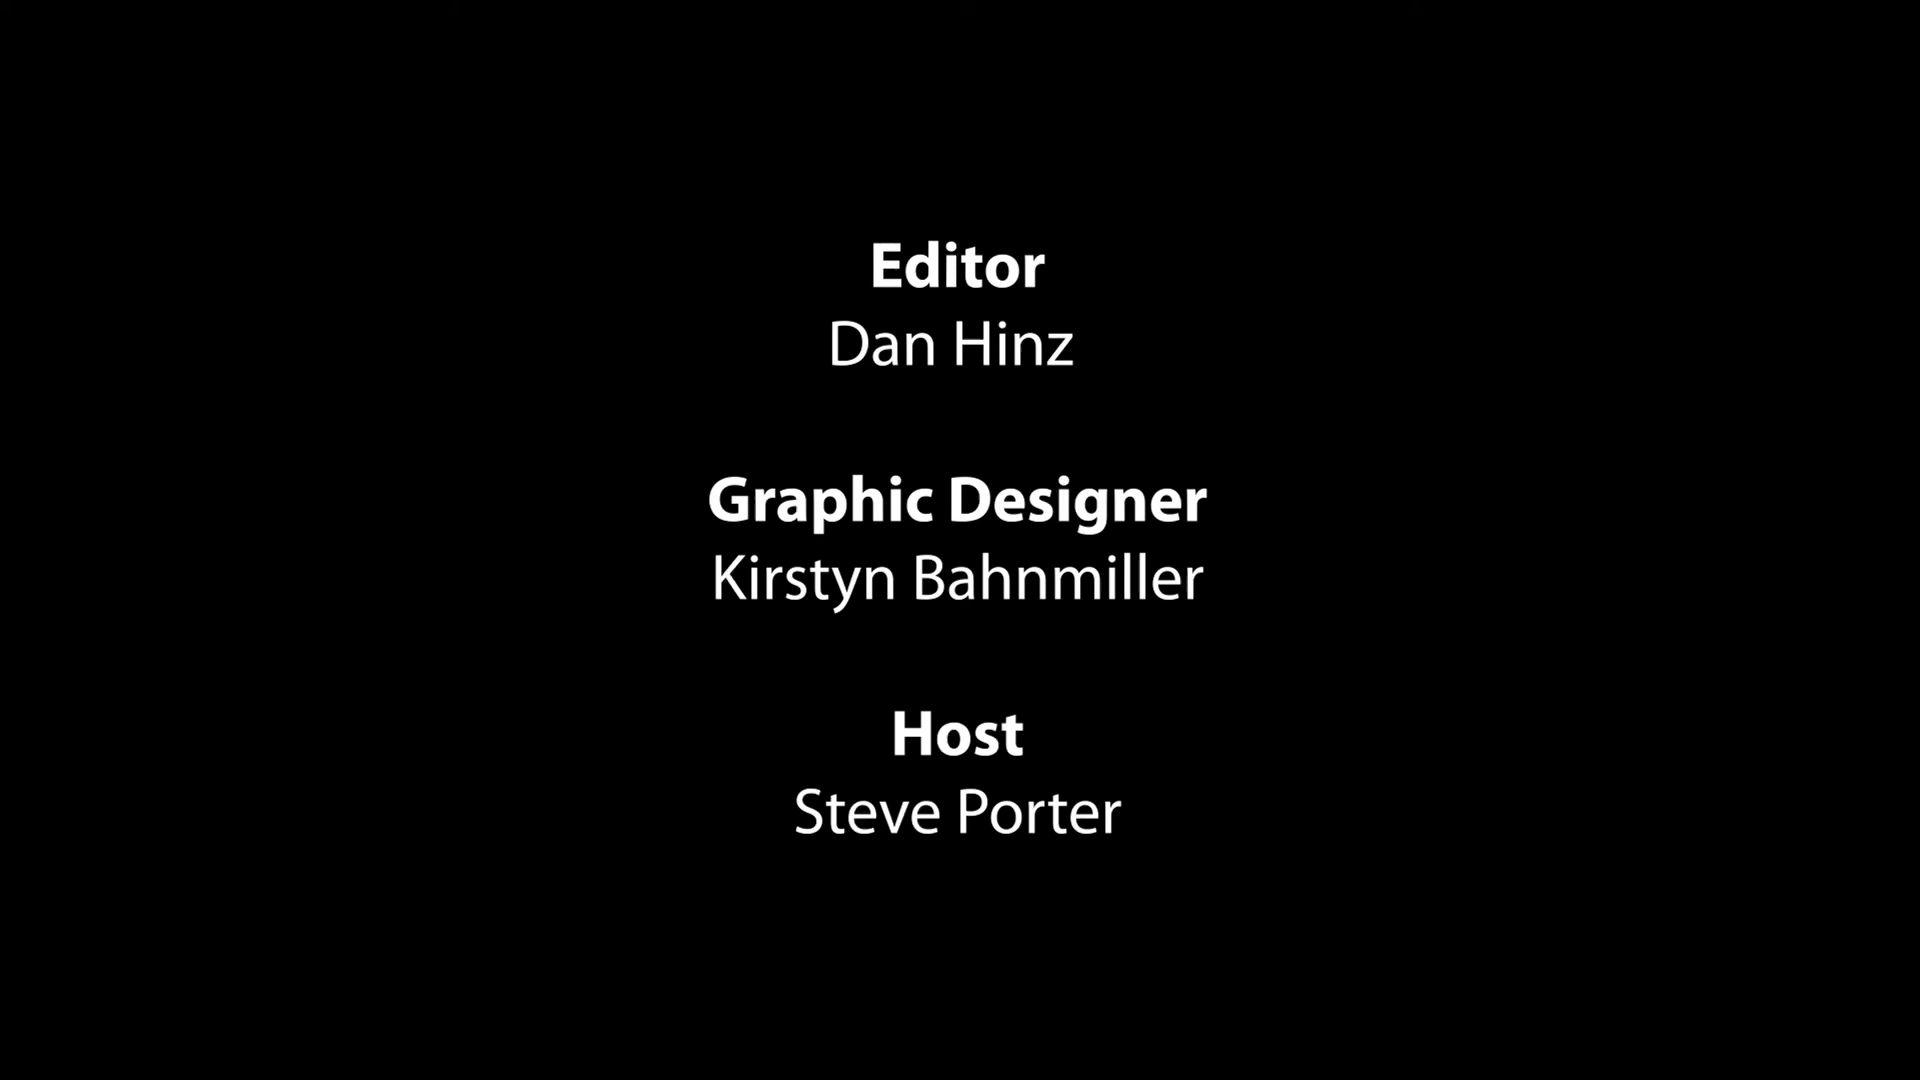 Editor
Dan Hinz
Graphic Designer
Kirstyn Bahnmiller
Host
Steve Porter